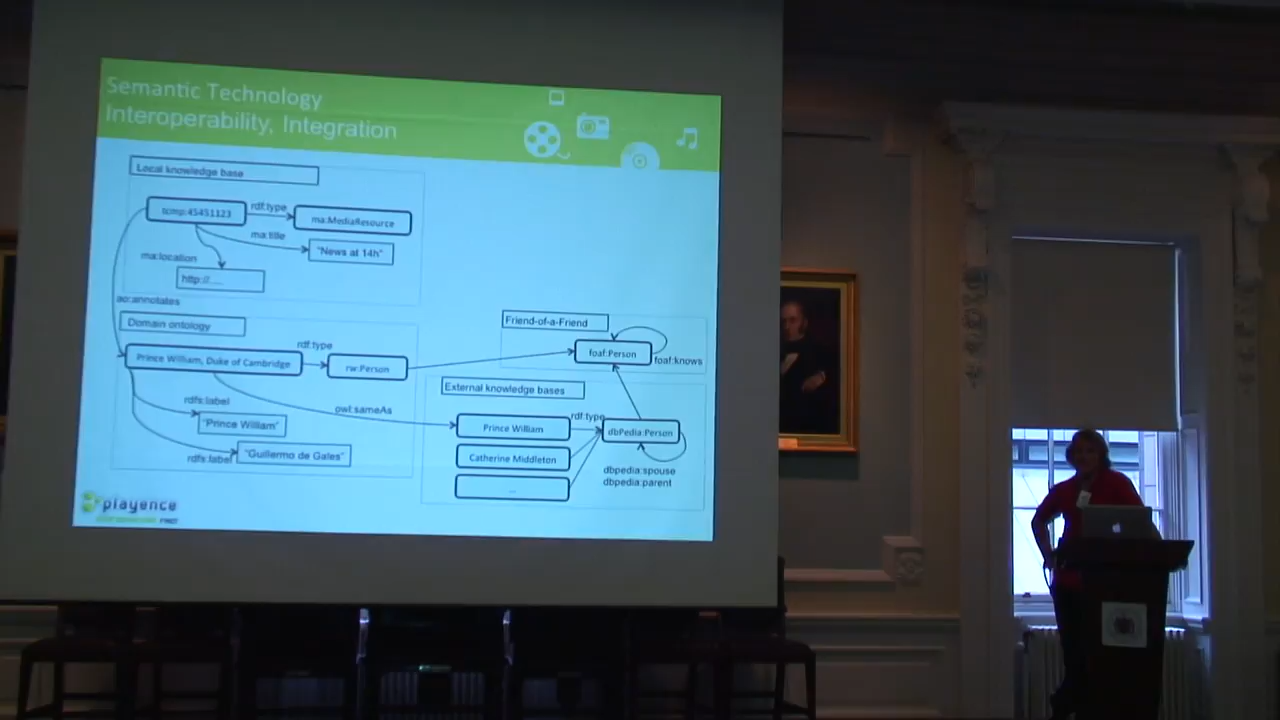 Semantic Technology
Interoperability, Integration
Local knowledge base
rdf:type
ma:MediaResource
ma:title
"News at 14h"
ma:location
http://....
ao:annotates
Domain ontology
Prince William, Duke of Cambridge
rdf:type
rw:Person
rdfs:label
"Prince William"
rdfs:label
"Guillermo de Gales"
owl:sameAs
Friend-of-a-Friend
foaf:Person
foaf:knows
External knowledge bases
Prince William
rdf:type
dbPedia:Person
Catherine Middleton
...
dbpedia:spouse
dbpedia:parent
playence